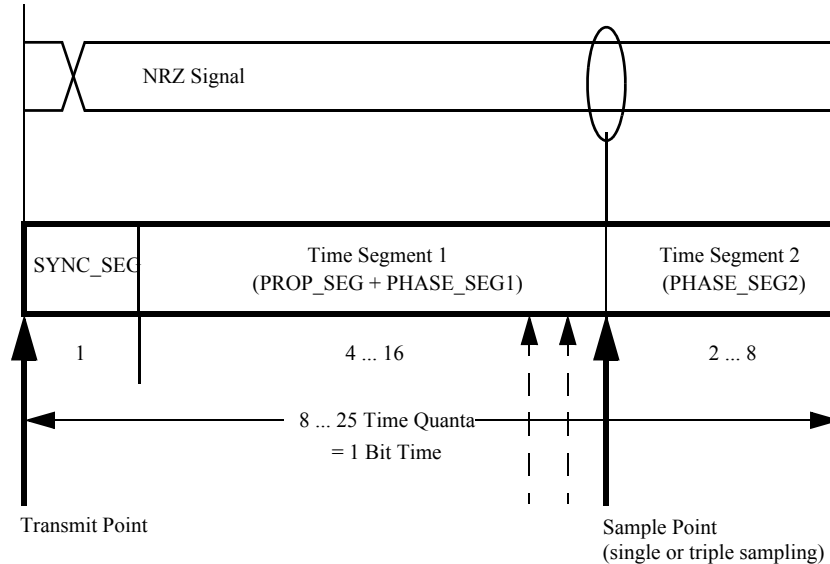 NRZ Signal
SYNC_SEG
Time Segment 1
(PROP_SEG + PHASE_SEG1)
Time Segment 2
(PHASE_SEG2)
1
4 ... 16
2 ... 8
8 ... 25 Time Quanta
= 1 Bit Time
Transmit Point
Sample Point
(single or triple sampling)